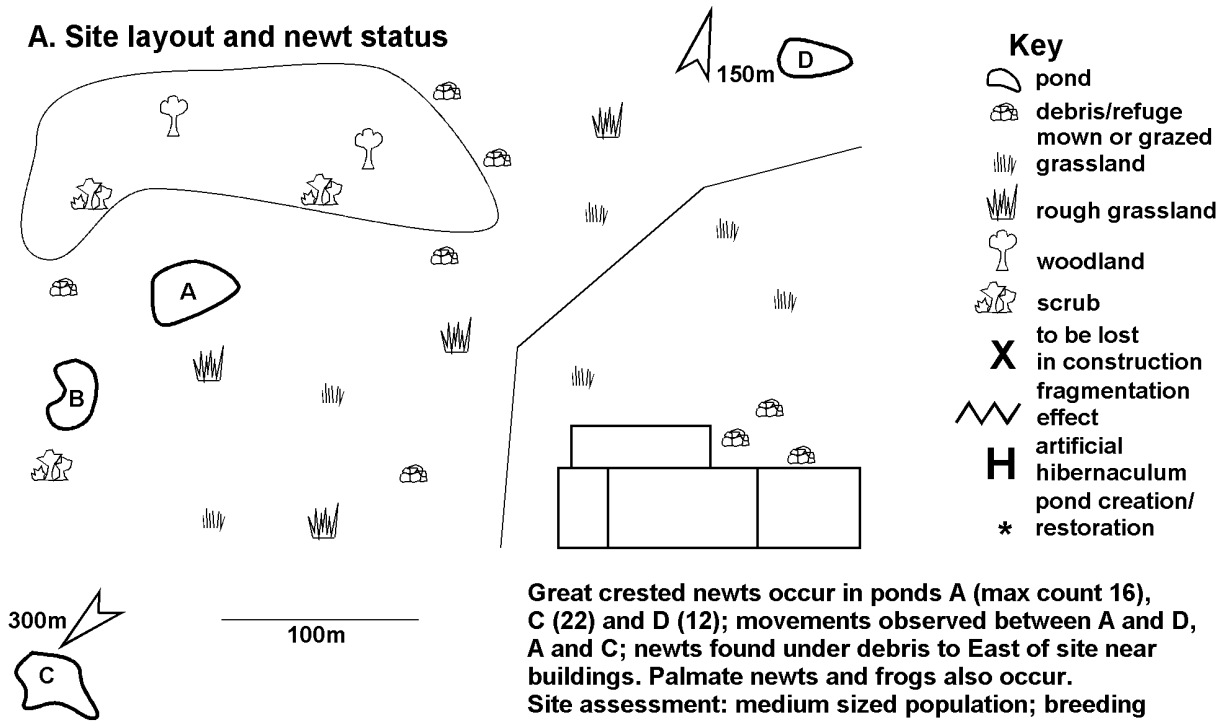 A. Site layout and newt status
150m
D
A
B
300m
C
100m
Key
pond
debris/refuge
mown or grazed
grassland
rough grassland
woodland
scrub
X
to be lost
in construction
fragmentation
effect
H
artificial
hibernaculum
pond creation/
* restoration
Great crested newts occur in ponds A (max count 16),
C (22) and D (12); movements observed between A and D,
A and C; newts found under debris to East of site near
buildings. Palmate newts and frogs also occur.
Site assessment: medium sized population; breeding